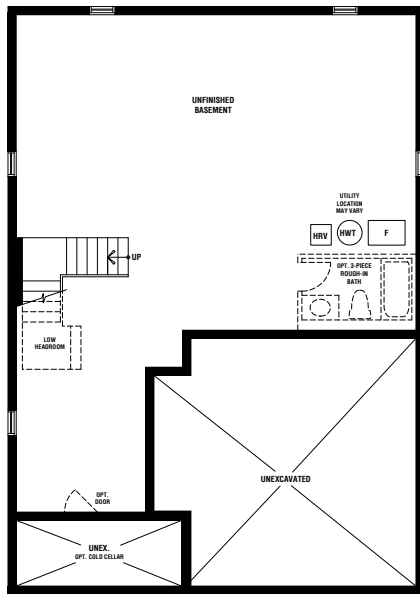 UNFINISHED
BASEMENT
UTILITY
LOCATION
MAY VARY
HRV
HWT
F
UP
OPT. 3-PIECE
ROUGH-IN
BATH
LOW
HEADROOM
UNEXCAVATED
OPT.
DOOR
UNEX.
OPT. COLD CELLAR